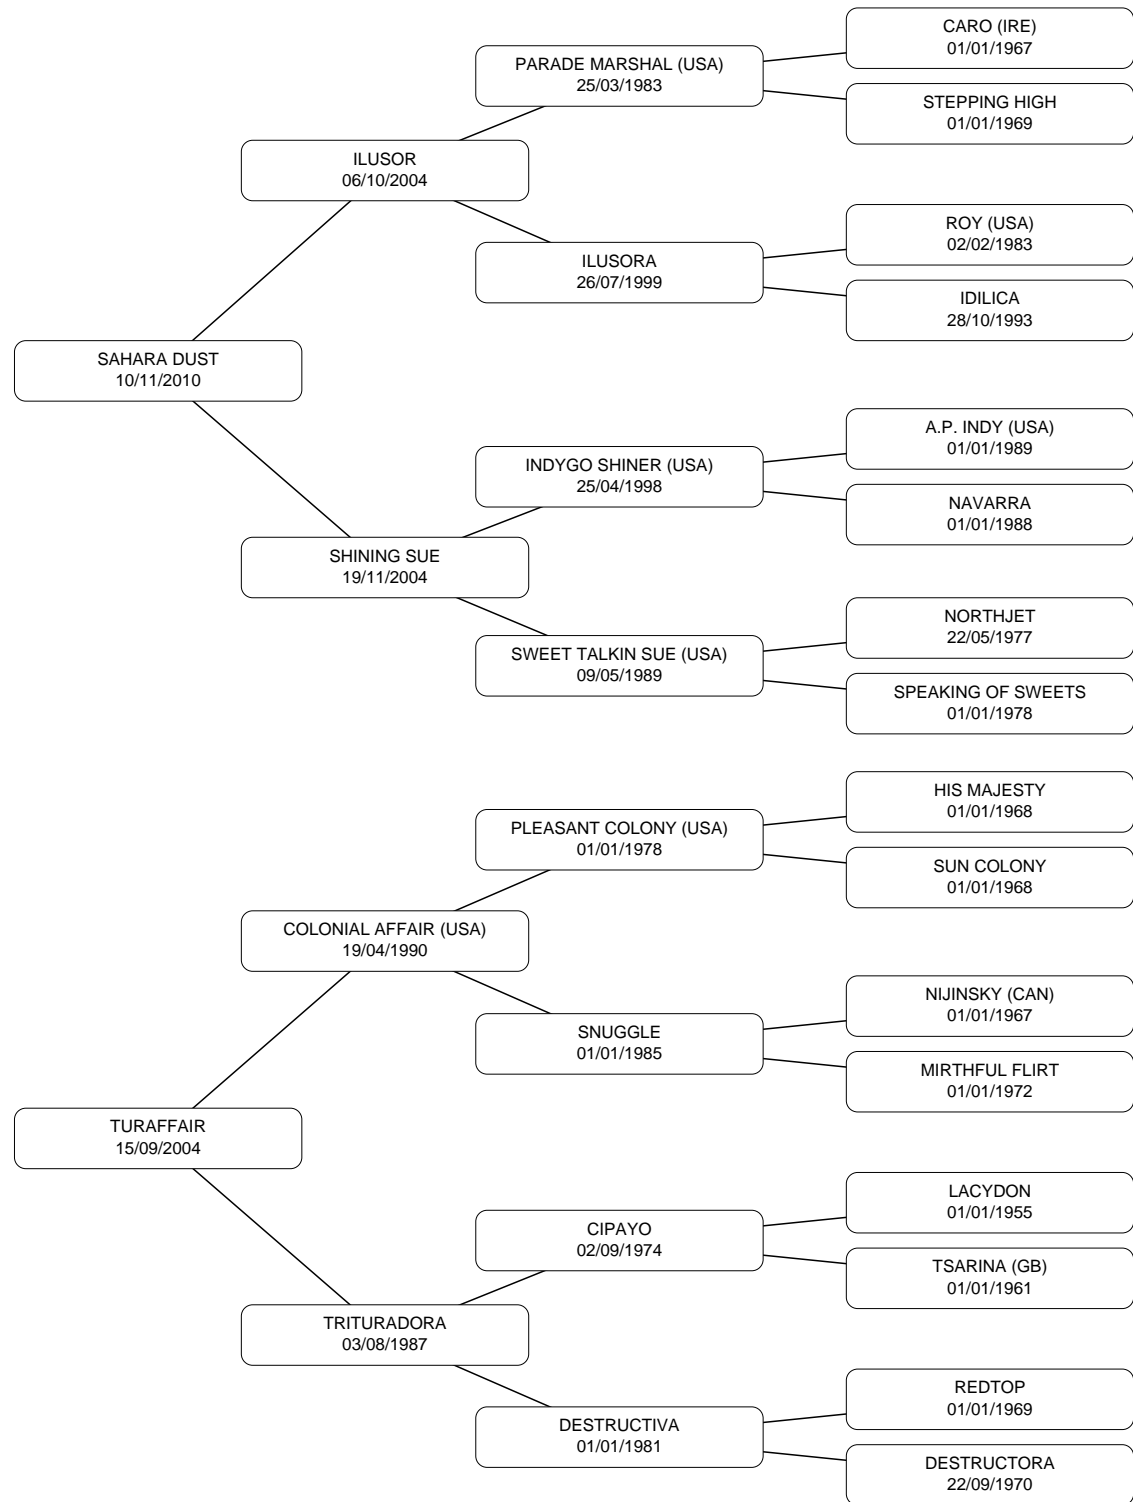 CARO (IRE)
01/01/1967
PARADE MARSHAL (USA)
25/03/1983
STEPPING HIGH
01/01/1969
ILUSOR
06/10/2004
ROY (USA)
02/02/1983
ILUSORA
26/07/1999
IDILICA
28/10/1993
SAHARA DUST
10/11/2010
A.P. INDY (USA)
01/01/1989
INDYGO SHINER (USA)
25/04/1998
NAVARRA
01/01/1988
SHINING SUE
19/11/2004
NORTHJET
22/05/1977
SWEET TALKIN SUE (USA)
09/05/1989
SPEAKING OF SWEETS
01/01/1978
HIS MAJESTY
01/01/1968
PLEASANT COLONY (USA)
01/01/1978
SUN COLONY
01/01/1968
COLONIAL AFFAIR (USA)
19/04/1990
NIJINSKY (CAN)
01/01/1967
SNUGGLE
01/01/1985
MIRTHFUL FLIRT
01/01/1972
TURAFFAIR
15/09/2004
LACYDON
01/01/1955
CIPAYO
02/09/1974
TSARINA (GB)
01/01/1961
TRITURADORA
03/08/1987
REDTOP
01/01/1969
DESTRUCTIVA
01/01/1981
DESTRUCTORA
22/09/1970